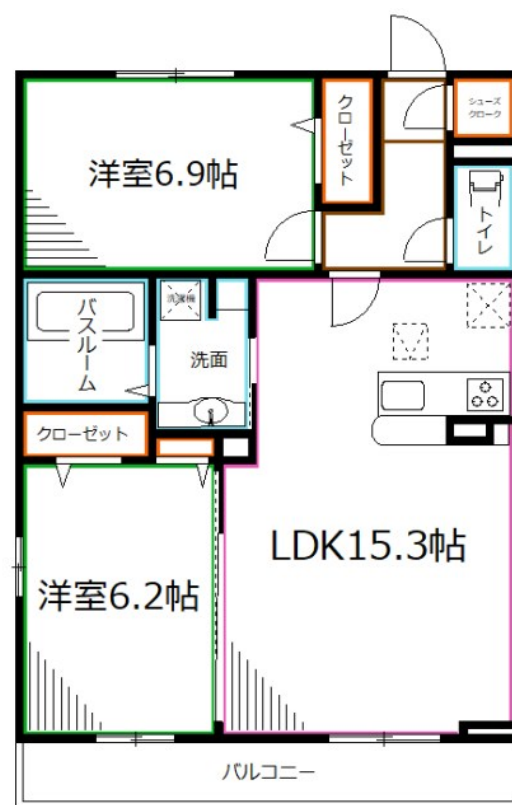 シューズ
クローク
クローゼット
洋室6.9帖
トイレ
バスルーム
洗濯機
洗面
クローゼット
LDK15.3帖
洋室6.2帖
バルコニー